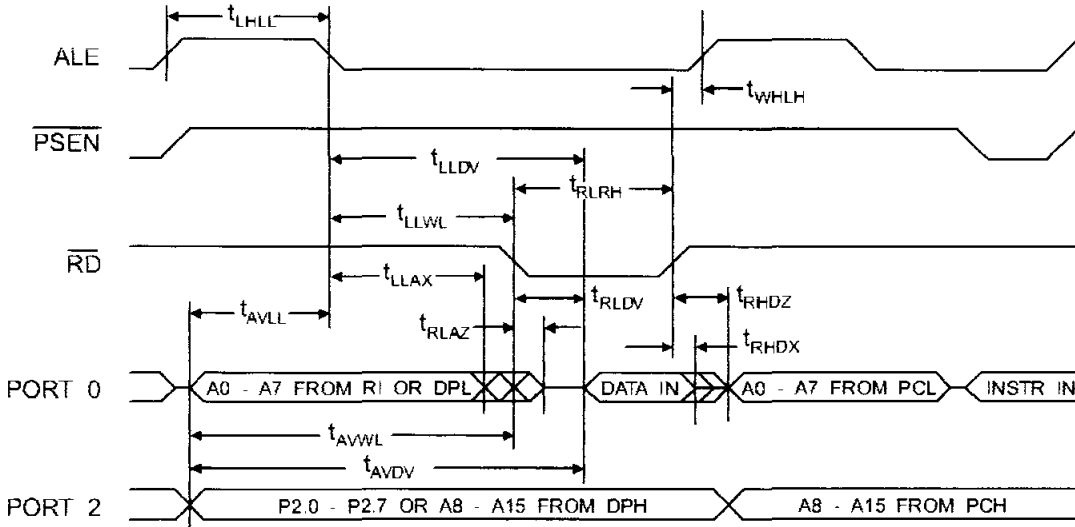 tLHLL
ALE
tWHLH
PSEN
tLLDV
tRLRH
tLLWL
RD
tLLAX
tRLDV
tRHDZ
tAVLL
tRLAZ
tRHDX
PORT 0
A0 - A7 FROM RI OR DPL
DATA IN
A0 - A7 FROM PCL
INSTR IN
tAVWL
tAVDV
PORT 2
P2.0 - P2.7 OR A8 - A15 FROM DPH
A8 - A15 FROM PCH